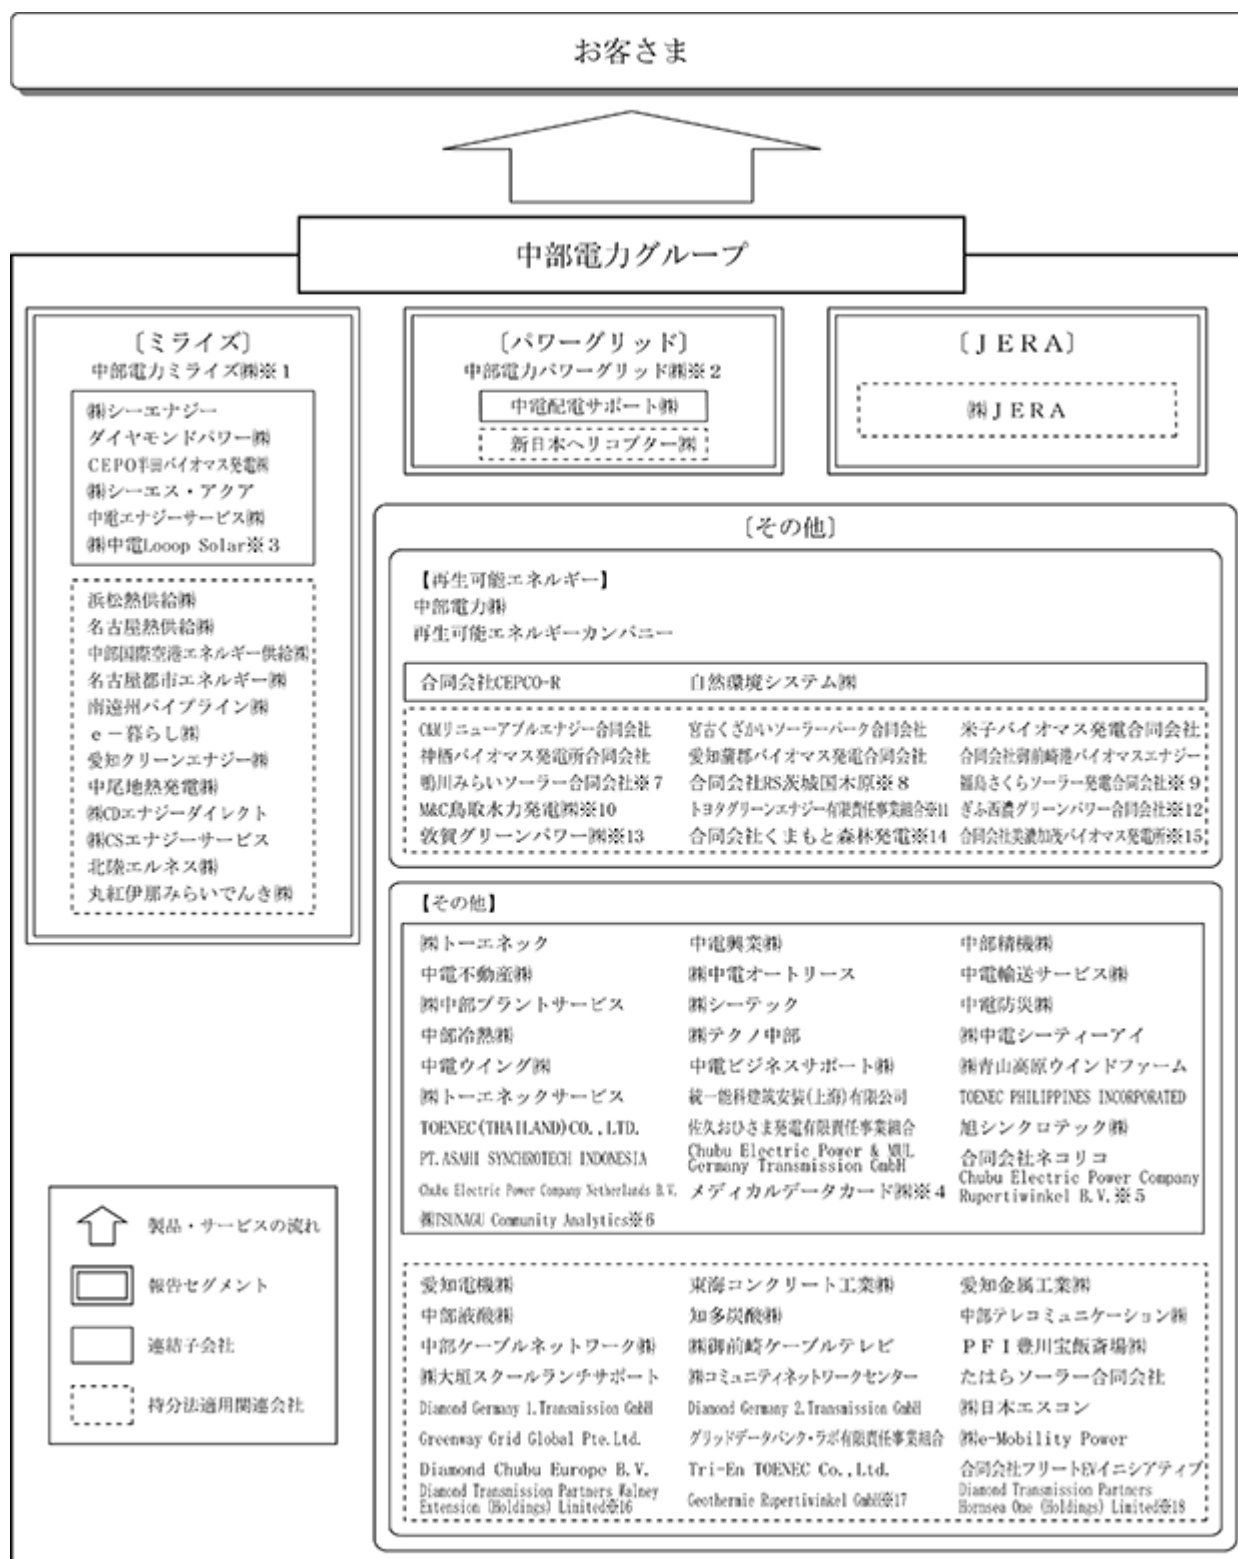 お客さま
中部電力グループ
〔ミライズ〕
中部電力ミライズ㈱※1
㈱シーエナジー
ダイヤモンドパワー㈱
CEPO半田バイオマス発電㈱
㈱シーエス・アクア
中電エナジーサービス㈱
㈱中電Looop Solar※3
浜松熱供給㈱
名古屋熱供給㈱
中部国際空港エネルギー供給㈱
名古屋都市エネルギー㈱
南遠州パイプライン㈱
e－暮らし㈱
愛知クリーンエナジー㈱
中尾地熱発電㈱
㈱CDエナジーダイレクト
㈱CSエナジーサービス
北陸エルネス㈱
丸紅伊那みらいでんき㈱
〔パワーグリッド〕
中部電力パワーグリッド㈱※2
中電配電サポート㈱
新日本ヘリコプター㈱
〔JERA〕
㈱JERA
〔その他〕
【再生可能エネルギー】
中部電力㈱
再生可能エネルギーカンパニー
合同会社CEPCO-R 自然環境システム㈱
C&Mリニューアブルエナジー合同会社 宮古くざかいソーラーパーク合同会社 米子バイオマス発電合同会社
神栖バイオマス発電所合同会社 愛知蒲郡バイオマス発電合同会社 合同会社御前崎港バイオマスエナジー
鴨川みらいソーラー合同会社※7 合同会社RS茨城国木原※8 福島さくらソーラー発電合同会社※9
M&C鳥取水力発電㈱※10 トヨタグリーンエナジー有限責任事業組合※11 ぎふ西濃グリーンパワー合同会社※12
敦賀グリーンパワー㈱※13 合同会社くまもと森林発電※14 合同会社美濃加茂バイオマス発電所※15
【その他】
㈱トーエネック 中電興業㈱ 中部精機㈱
中電不動産㈱ ㈱中電オートリース 中電輸送サービス㈱
㈱中部プラントサービス ㈱シーテック 中電防災㈱
中部冷熱㈱ ㈱テクノ中部 ㈱中電シーティーアイ
中電ウイング㈱ 中電ビジネスサポート㈱ ㈱青山高原ウインドファーム
㈱トーエネックサービス 統一能科建筑安装(上海)有限公司 TOENEC PHILIPPINES INCORPORATED
TOENEC(THAILAND)CO.,LTD. 佐久おひさま発電有限責任事業組合 旭シンクロテック㈱
PT.ASAHI SYNCHROTECH INDONESIA Chubu Electric Power & MUL Germany Transmission GmbH 合同会社ネコリコ
Chubu Electric Power Company Netherlands B.V. メディカルデータカード㈱※4 Chubu Electric Power Company Rupertiwinkel B.V.※5
㈱TSUNAGU Community Analytics※6
愛知電機㈱ 東海コンクリート工業㈱ 愛知金属工業㈱
中部液酸㈱ 知多炭酸㈱ 中部テレコミュニケーション㈱
中部ケーブルネットワーク㈱ ㈱御前崎ケーブルテレビ PFI豊川宝飯斎場㈱
㈱大垣スクールランチサポート ㈱コミュニティネットワークセンター たはらソーラー合同会社
Diamond Germany 1.Transmission GmbH Diamond Germany 2.Transmission GmbH ㈱日本エスコン
Greenway Grid Global Pte.Ltd. グリッドデータバンク・ラボ有限責任事業組合 ㈱e-Mobility Power
Diamond Chubu Europe B.V. Tri-En TOENEC Co.,Ltd. 合同会社フリートEVイニシアティブ
Diamond Transmission Partners Walney Extension (Holdings) Limited※16 Geothermie Rupertiwinkel GmbH※17 Diamond Transmission Partners Hornsea One (Holdings) Limited※18
製品・サービスの流れ
報告セグメント
連結子会社
持分法適用関連会社